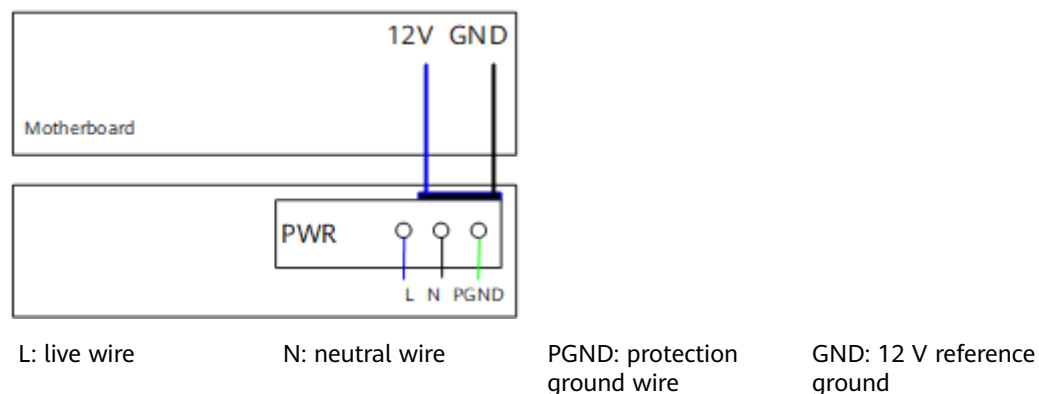 12V GND
Motherboard
PWR
L N PGND
L: live wire
N: neutral wire
PGND: protection
ground wire
GND: 12 V reference
ground